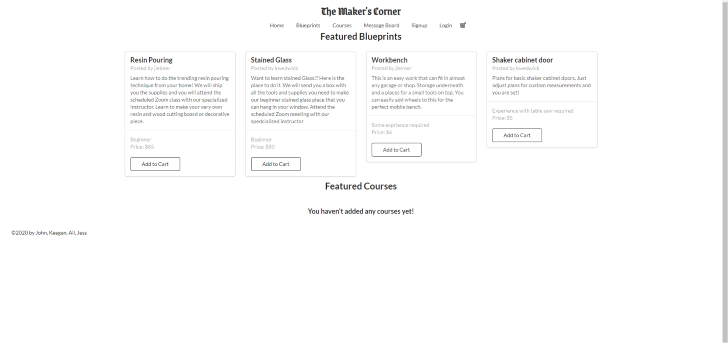 The Maker's Corner
Home Blueprints Courses Message Board Signup Login
Featured Blueprints
Resin Pouring
Posted by
Learn how to do the trending resin pouring
technique from your home! We will ship
you the supplies and you will attend the
scheduled Zoom class with our specialized
instructor. Learn to make your very own
resin and wood cutting board or decorative
piece.
Beginner
Price:
Add to Cart
Stained Glass
Posted by kwedwick
Want to learn stained Glass!? Here is the
place to do it. We will send you a box with
all the tools and supplies you need to make
our beginner stained glass piece that you
can hang in your window. Attend the
scheduled Zoom meeting with our
instructor
Beginner
Price:
Add to Cart
Workbench
Posted by
This is an easy work that can fit in almost
any garage or shop. Storage underneath
and a places for a small tools on top. You
can easily add wheels to this for the
perfect mobile bench.
Some required
Price:
Add to Cart
Shaker cabinet door
Posted by kwedwick
Plans for basic shaker cabinet doors. Just
adjust plans for custom measurements and
you are set!
Experience with table saw required
Price: $5
Add to Cart
Featured Courses
You haven't added any courses yet!
©2020 by John, Keegan, Ali, Jess